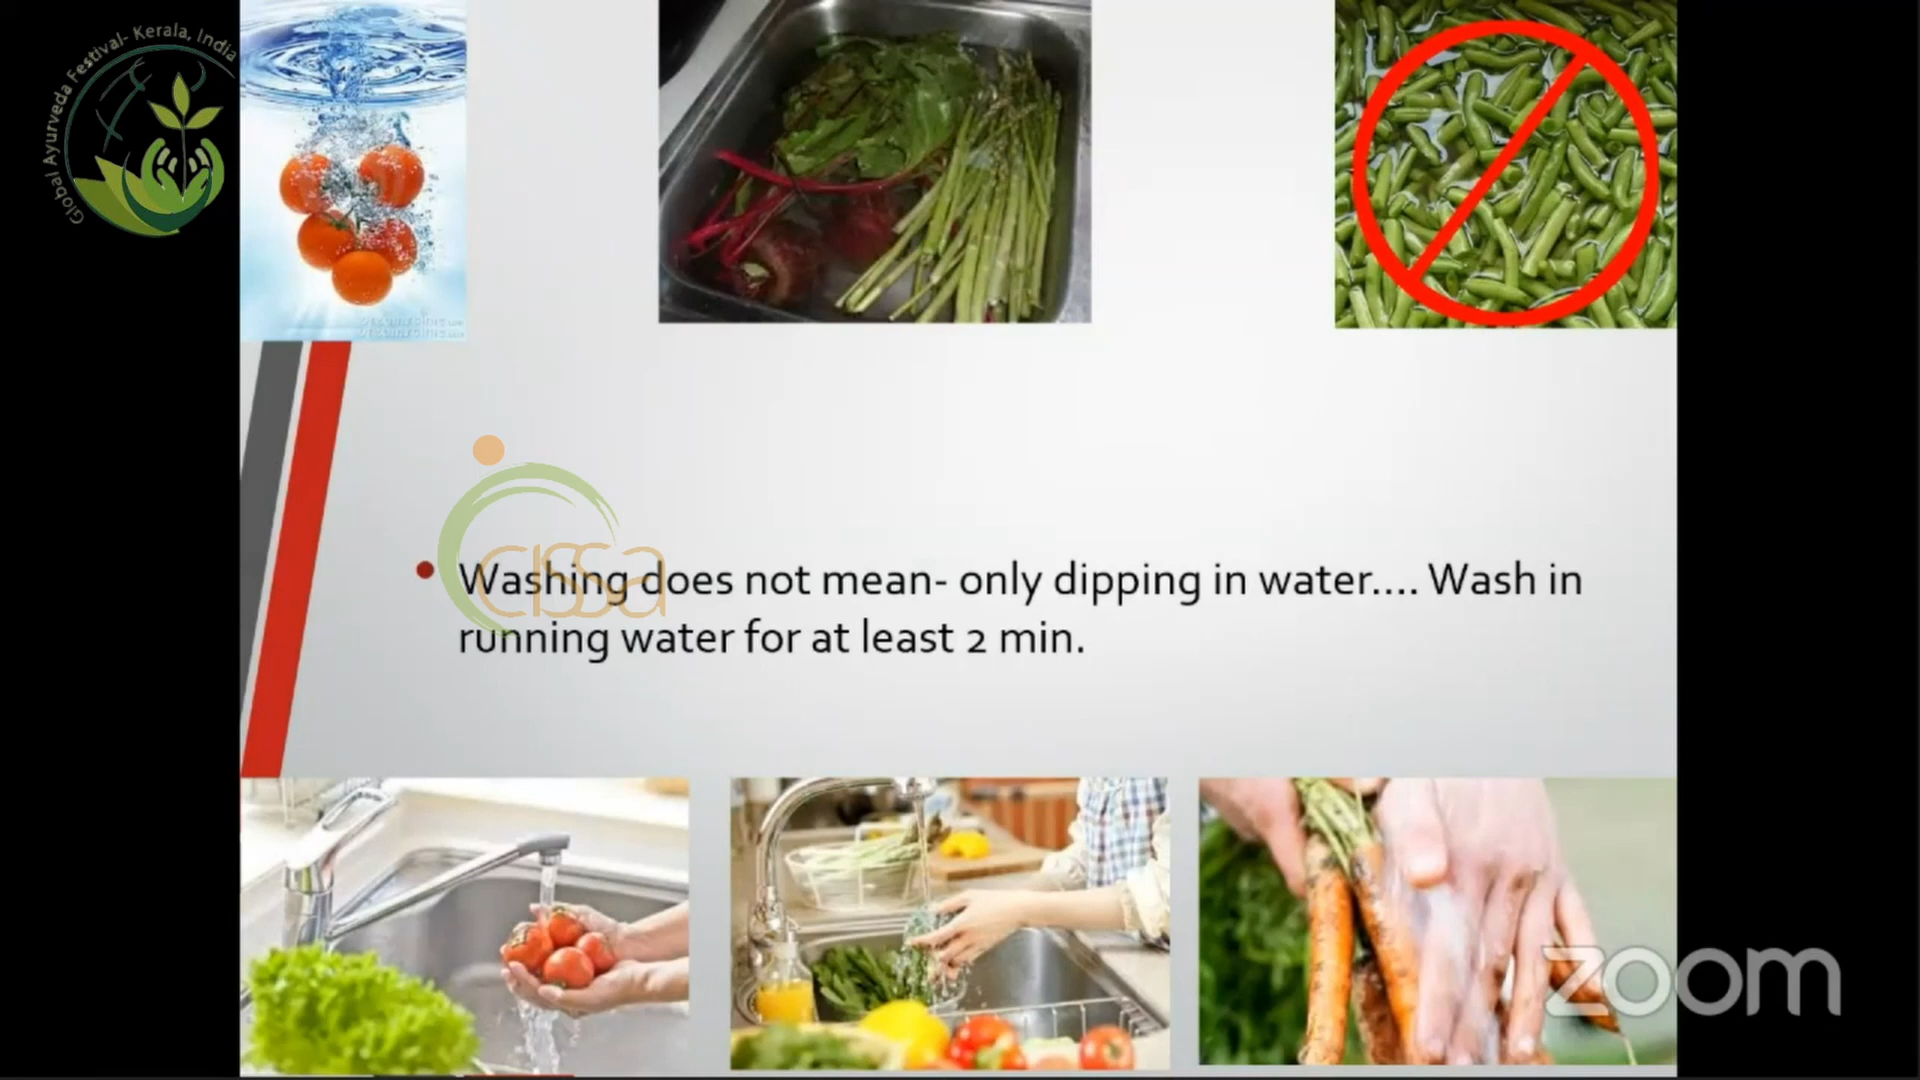 Global Ayurveda Festival- Kerala, India
cissa
Washing does not mean- only dipping in water.... Wash in
running water for at least 2 min.
zoom